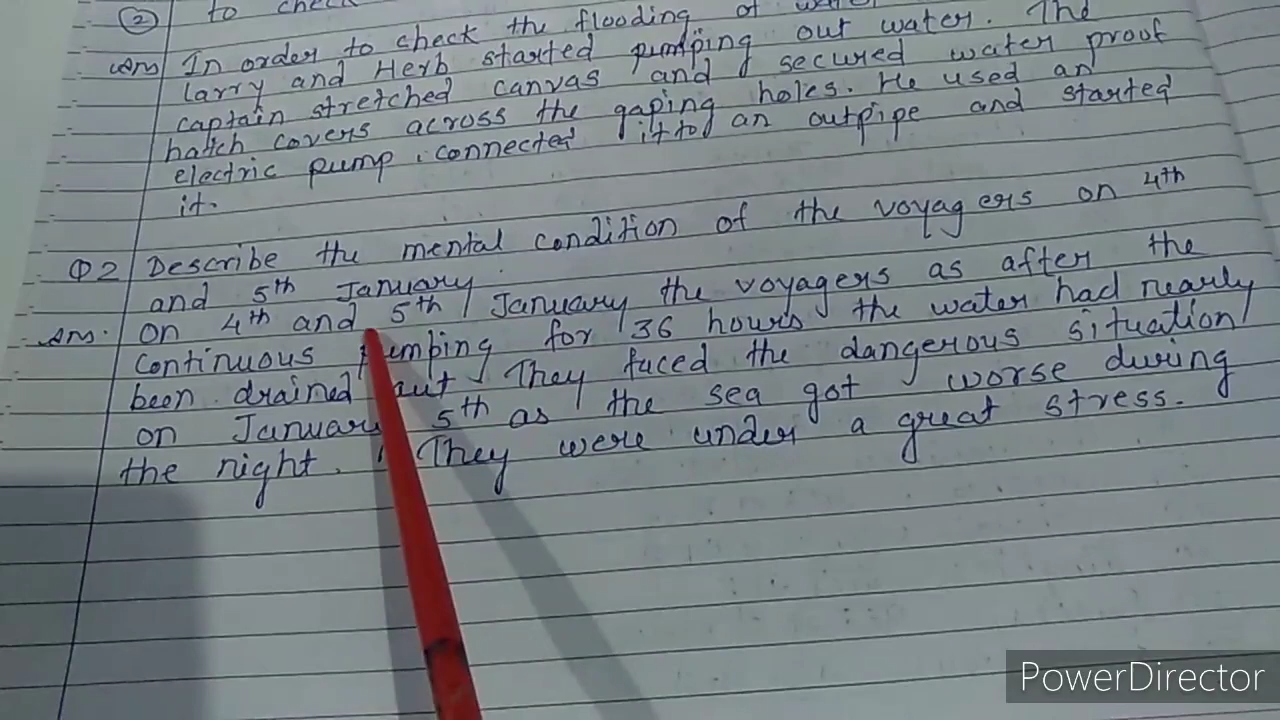 ② to check
Ans In order to check the flooding of water
larry and Herb started pumping out water. The
captain stretched canvas and secured water proof
hatch covers across the gaping holes. He used an
electric pump, connected it to an outpipe and started
it.
Q2 Describe the mental condition of the voyagers on 4th
and 5th January.
Ans. On 4th and 5th January the voyagers as after the
continuous pumping for 36 hours the water had nearly
been drained out. They faced the dangerous situation
on January 5th as the sea got worse during
the night. They were under a great stress.
PowerDirector